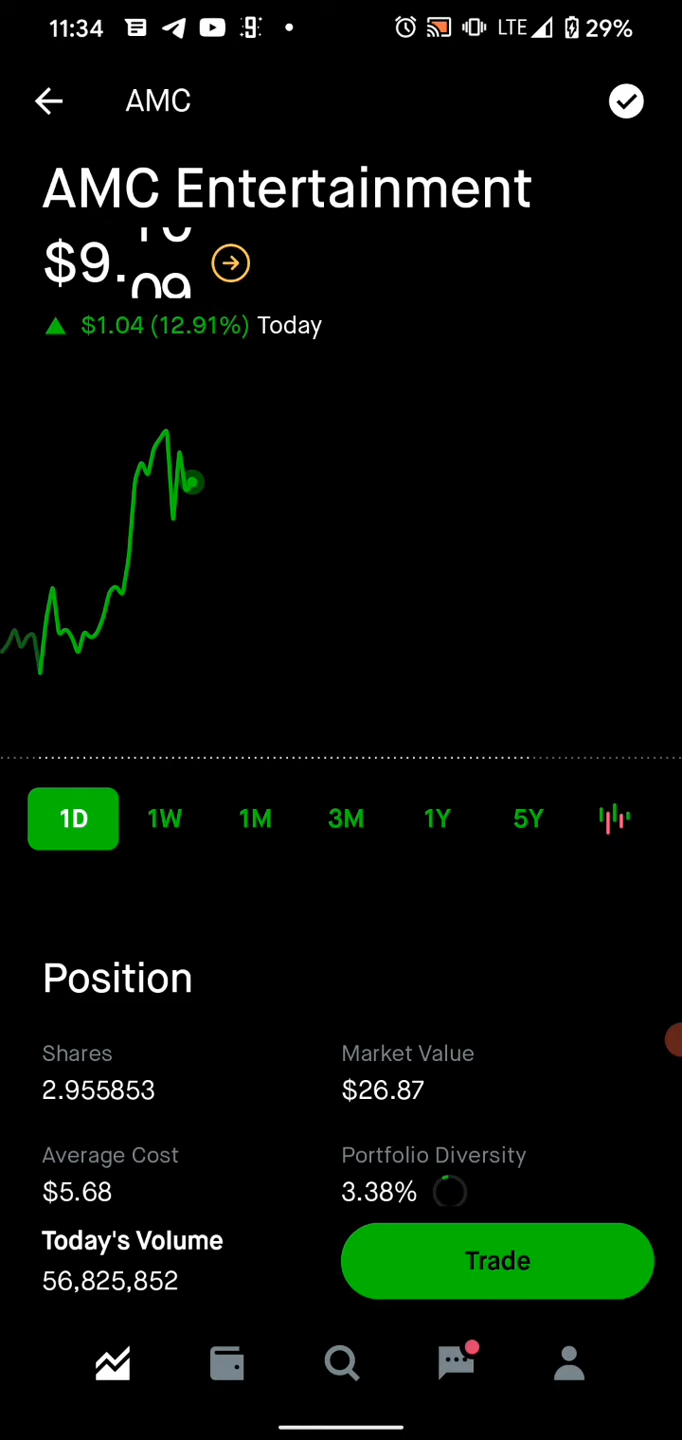 11:34 LTE 29%
AMC
AMC Entertainment
$9.
$1.04 (12.91%) Today
1D 1W 1M 3M 1Y 5Y
Position
Shares Market Value
2.955853 $26.87
Average Cost Portfolio Diversity
$5.68 3.38%
Today's Volume
56,825,852
Trade